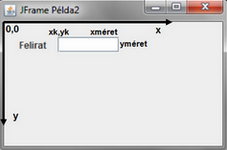 JFrame Példa2
0,0 xk,yk xméret x
Felirat yméret
y